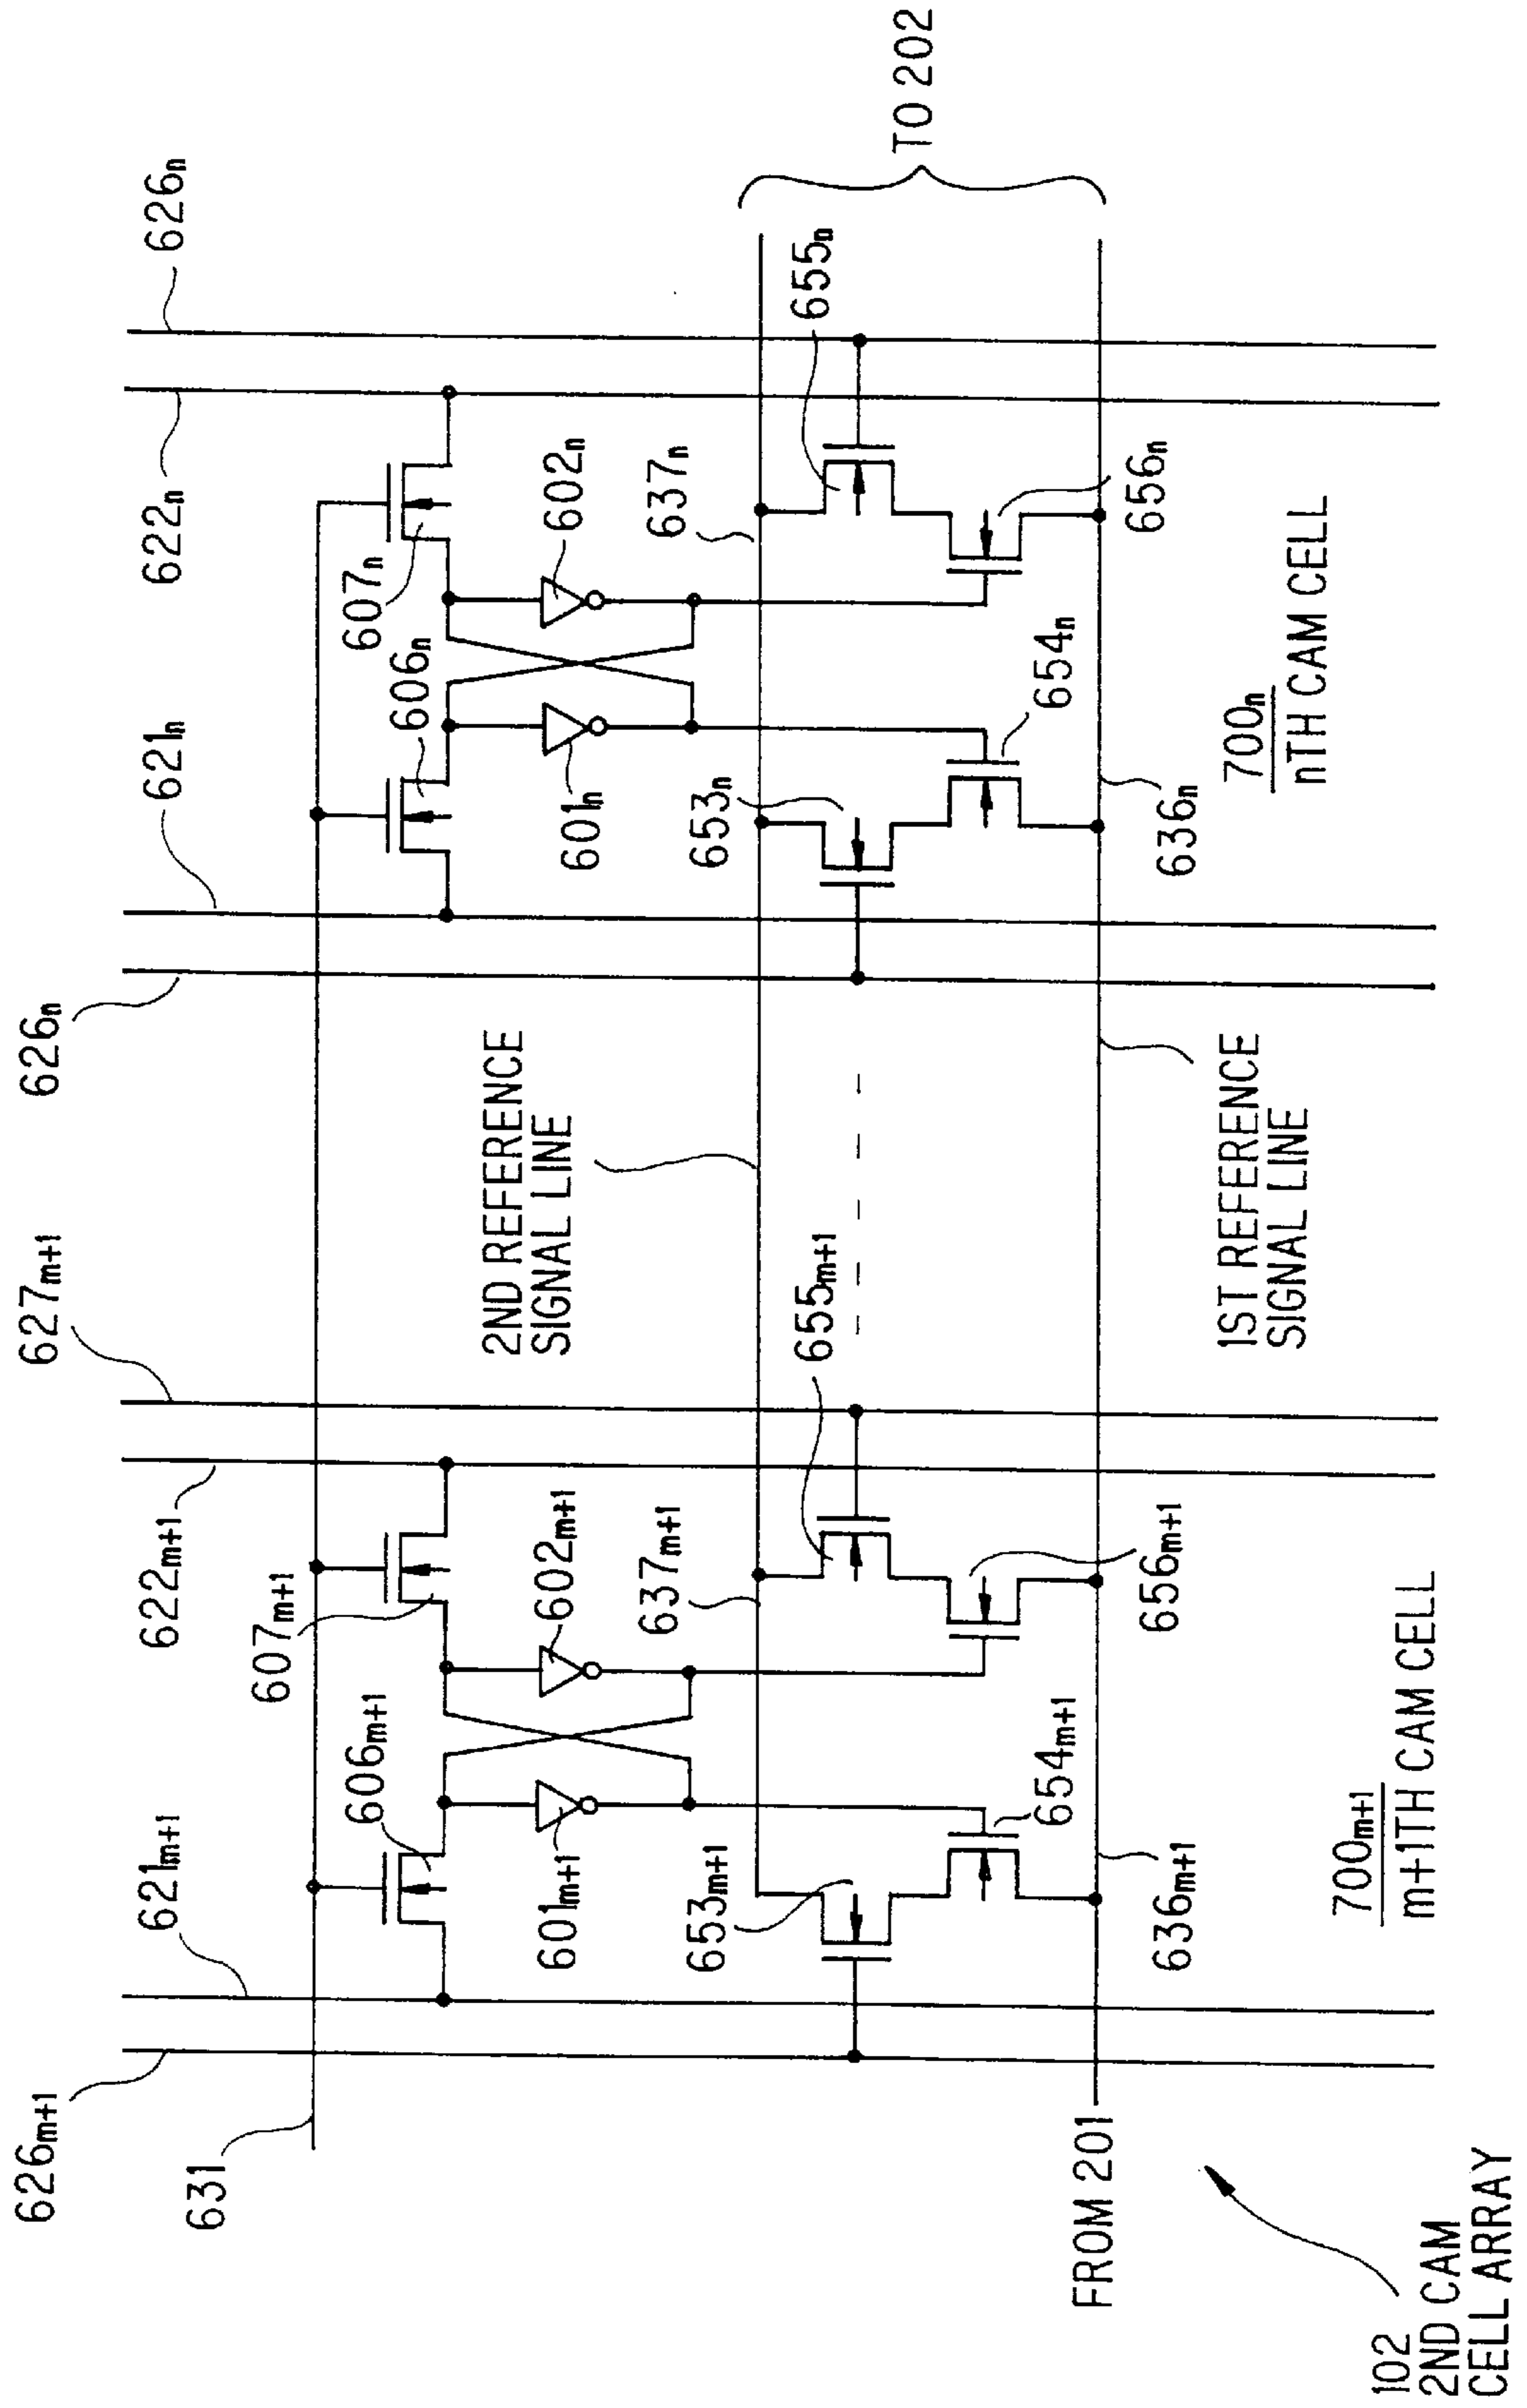 626m+1
621m+1
622m+1
627m+1
626n
621n
622n
626n
631
606m+1
607m+1
606n
607n
601m+1
602m+1
601n
602n
2ND REFERENCE
SIGNAL LINE
653m+1
637m+1
655m+1
653n
637n
655n
TO 202
FROM 201
636m+1
654m+1
656m+1
1ST REFERENCE
SIGNAL LINE
636n
654n
656n
700m+1
m+1TH CAM CELL
700n
nTH CAM CELL
102
2ND CAM
CELL ARRAY